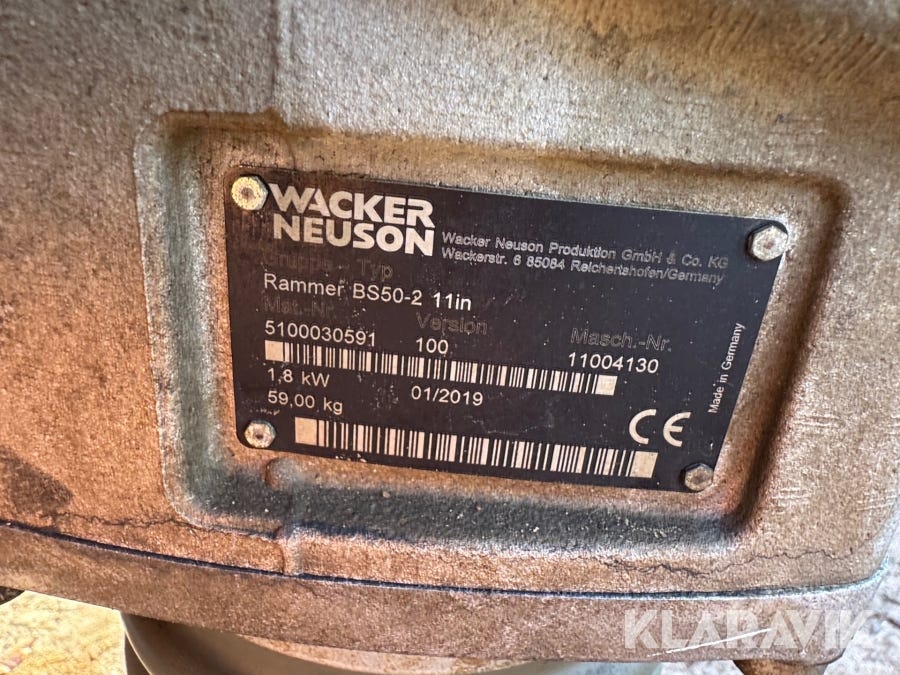 WACKER
NEUSON
Wacker Neuson Produktion GmbH & Co. KG
Wackerstr. 6 85084 Reichertshofen/Germany
Typ
Rammer BS50-2 11in
Mat.-Nr. Version Masch.-Nr.
5100030591 100 11004130
1,8 kW
59,00 kg 01/2019
CE
Made in Germany
KLARAVIK